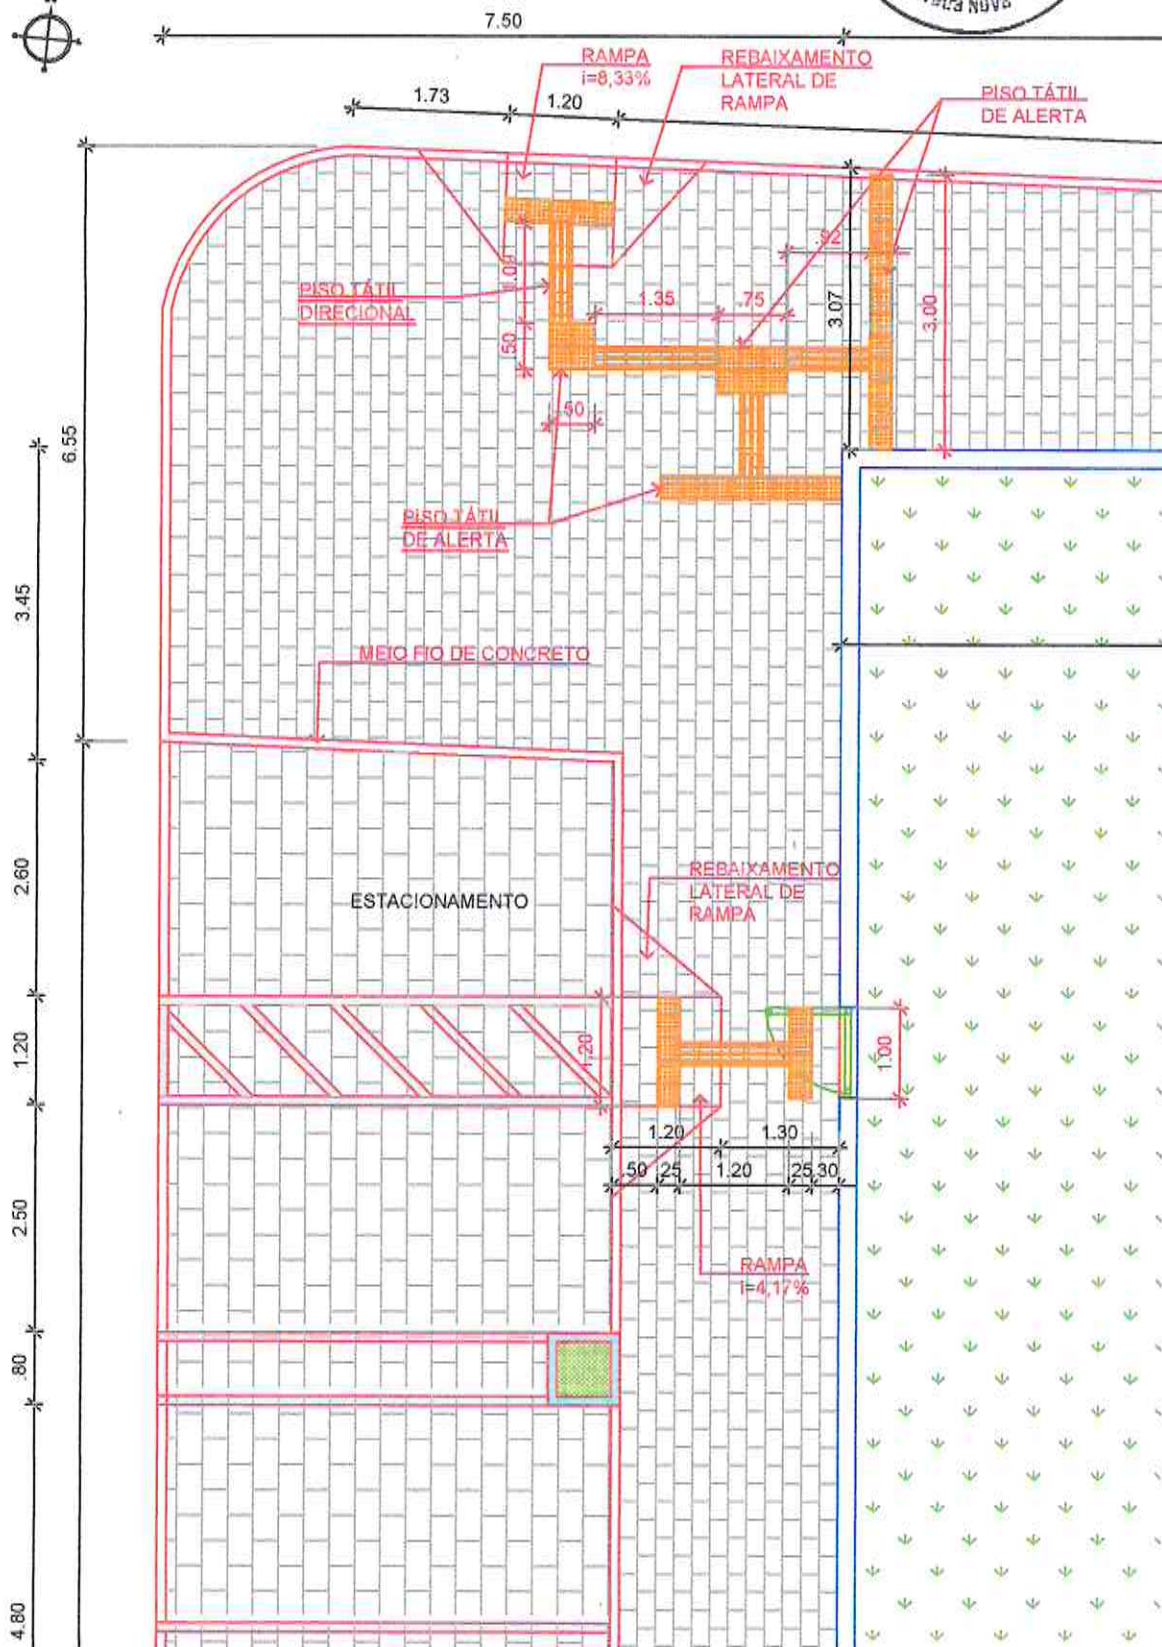 7.50
RAMPA
i=8,33%
REBAIXAMENTO
LATERAL DE
RAMPA
PISO TÁTIL
DE ALERTA
1.73
1.20
.92
PISO TÁTIL
DIRECIONAL
1.00
1.35
.75
3.07
3.00
.50
.50
6.55
PISO TÁTIL
DE ALERTA
3.45
MEIO FIO DE CONCRETO
2.60
REBAIXAMENTO
LATERAL DE
RAMPA
ESTACIONAMENTO
1.20
1.20
1.00
1.20
1.30
.50
.25
1.20
.25
.30
2.50
RAMPA
i=4,17%
.80
4.80